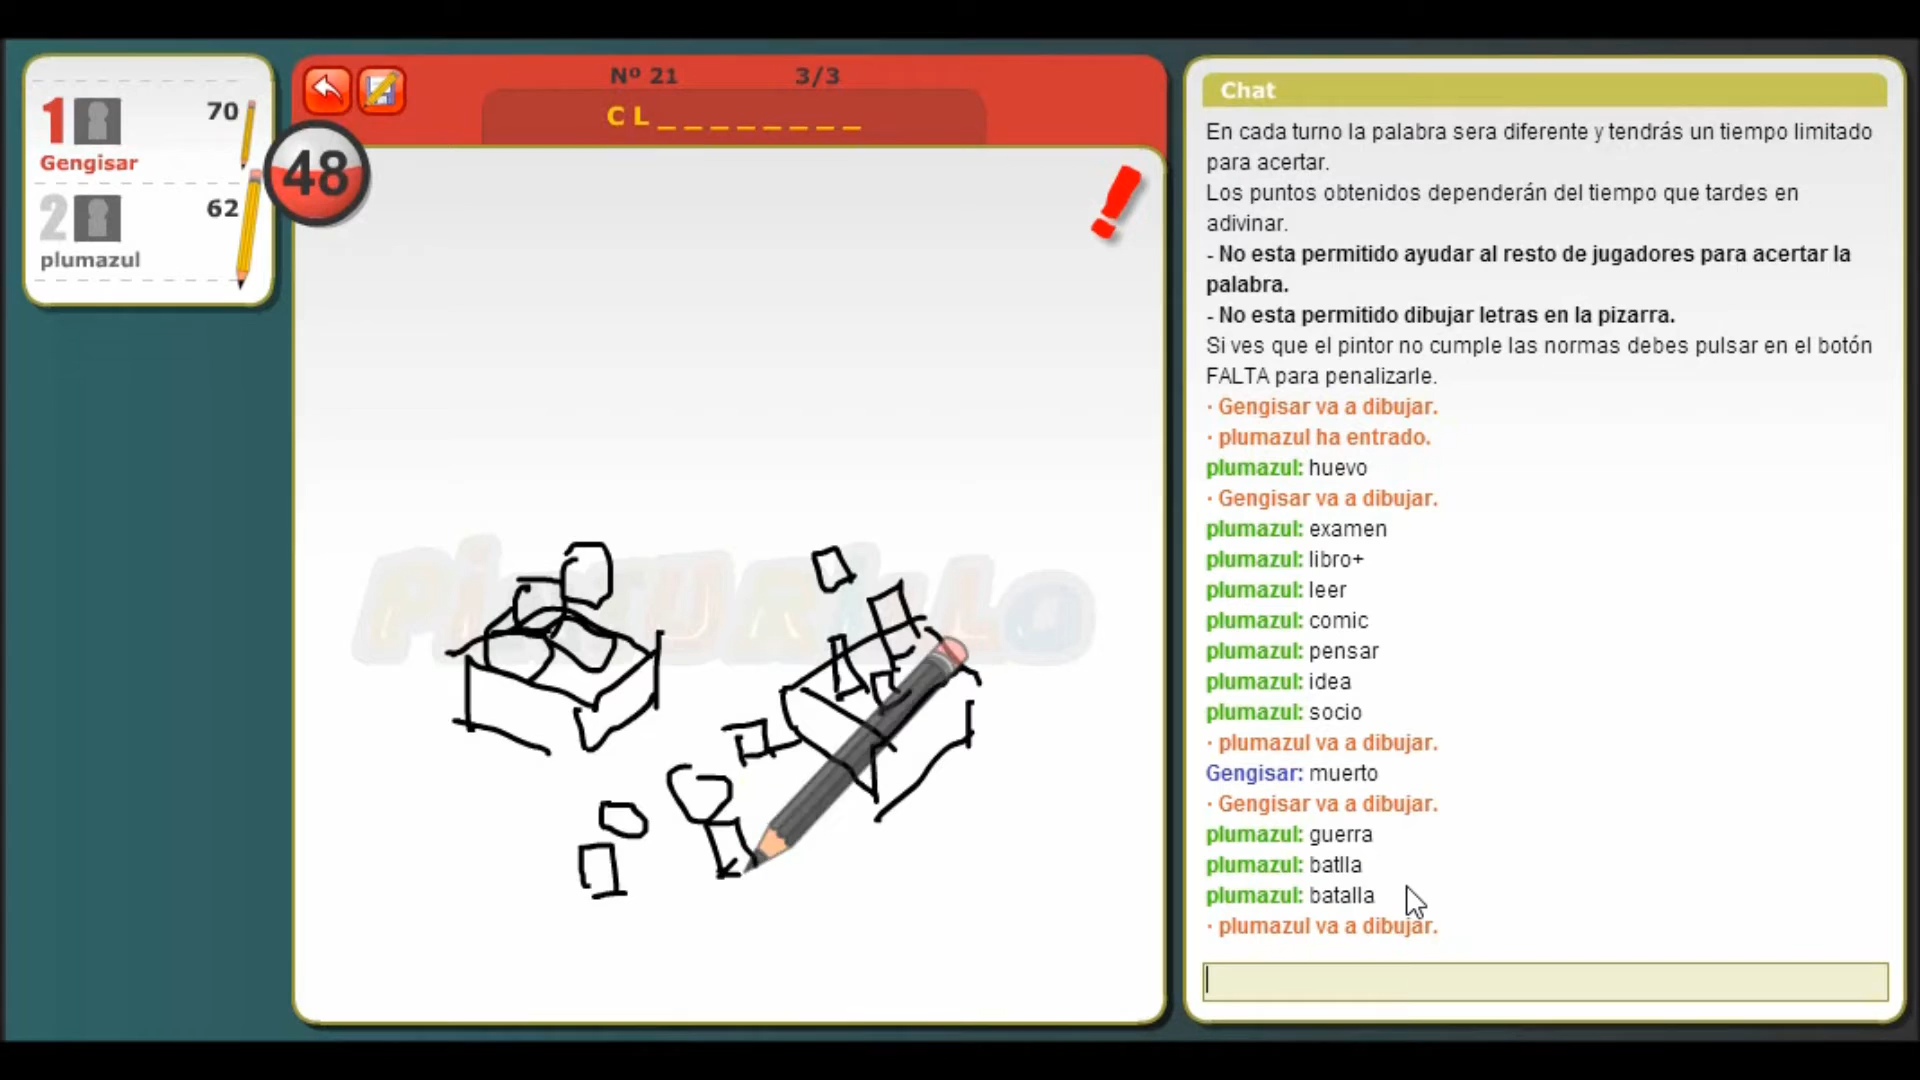 1
70
Gengisar
2
62
plumazul
48
Nº 21
3/3
C L _ _ _ _ _ _ _ _
PiNTURILLO
Chat
En cada turno la palabra sera diferente y tendrás un tiempo limitado
para acertar.
Los puntos obtenidos dependerán del tiempo que tardes en
adivinar.
- No esta permitido ayudar al resto de jugadores para acertar la
palabra.
- No esta permitido dibujar letras en la pizarra.
Si ves que el pintor no cumple las normas debes pulsar en el botón
FALTA para penalizarle.
· Gengisar va a dibujar.
· plumazul ha entrado.
plumazul: huevo
· Gengisar va a dibujar.
plumazul: examen
plumazul: libro+
plumazul: leer
plumazul: comic
plumazul: pensar
plumazul: idea
plumazul: socio
· plumazul va a dibujar.
Gengisar: muerto
· Gengisar va a dibujar.
plumazul: guerra
plumazul: batlla
plumazul: batalla
· plumazul va a dibujar.